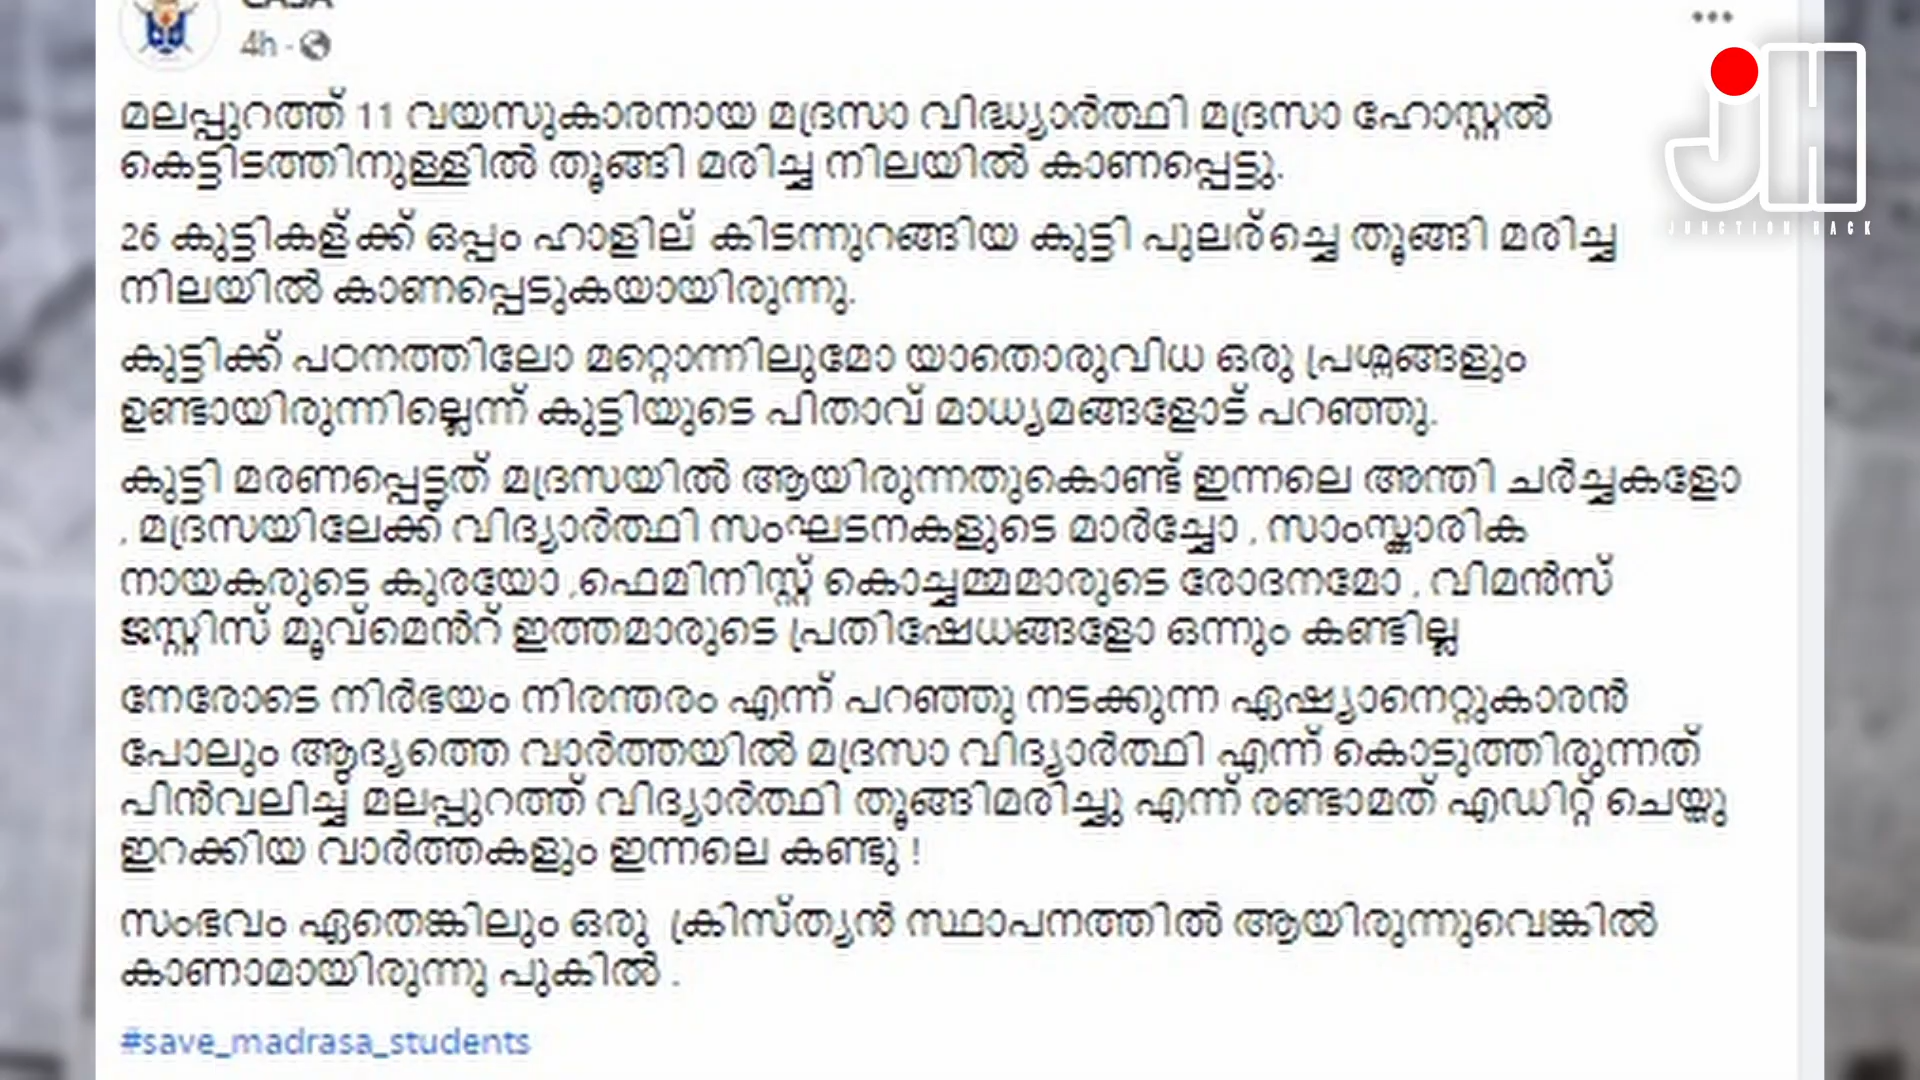 4h
മലപ്പുറത്ത് 11 വയസുകാരനായ മദ്രസാ വിദ്ധ്യാർത്ഥി മദ്രസാ ഹോസ്റ്റൽ
കെട്ടിടത്തിനുള്ളിൽ തൂങ്ങി മരിച്ച നിലയിൽ കാണപ്പെട്ടു.
26 കുട്ടികള്ക്ക് ഒപ്പം ഹാളില് കിടന്നുറങ്ങിയ കുട്ടി പുലര്ച്ചെ തൂങ്ങി മരിച്ച
നിലയിൽ കാണപ്പെടുകയായിരുന്നു.
കുട്ടിക്ക് പഠനത്തിലോ മറ്റൊന്നിലുമോ യാതൊരുവിധ ഒരു പ്രശ്നങ്ങളും
ഉണ്ടായിരുന്നില്ലെന്ന് കുട്ടിയുടെ പിതാവ് മാധ്യമങ്ങളോട് പറഞ്ഞു.
കുട്ടി മരണപ്പെട്ടത് മദ്രസയിൽ ആയിരുന്നതുകൊണ്ട് ഇന്നലെ അന്തി ചർച്ചകളോ
, മദ്രസയിലേക്ക് വിദ്യാർത്ഥി സംഘടനകളുടെ മാർച്ചോ , സാംസ്കാരിക
നായകരുടെ കുരയോ ,ഫെമിനിസ്റ്റ് കൊച്ചമ്മമാരുടെ രോദനമോ , വിമൻസ്
ജസ്റ്റിസ് മൂവ്മെൻറ് ഇത്തമാരുടെ പ്രതിഷേധങ്ങളോ ഒന്നും കണ്ടില്ല
നേരോടെ നിർഭയം നിരന്തരം എന്ന് പറഞ്ഞു നടക്കുന്ന ഏഷ്യാനെറ്റുകാരൻ
പോലും ആദ്യത്തെ വാർത്തയിൽ മദ്രസാ വിദ്യാർത്ഥി എന്ന് കൊടുത്തിരുന്നത്
പിൻവലിച്ച് മലപ്പുറത്ത് വിദ്യാർത്ഥി തൂങ്ങിമരിച്ചു എന്ന് രണ്ടാമത് എഡിറ്റ് ചെയ്തു
ഇറക്കിയ വാർത്തകളും ഇന്നലെ കണ്ടു !
സംഭവം ഏതെങ്കിലും ഒരു ക്രിസ്ത്യൻ സ്ഥാപനത്തിൽ ആയിരുന്നുവെങ്കിൽ
കാണാമായിരുന്നു പുകിൽ .
#save_madrasa_students
JH
JUNCTION HACK